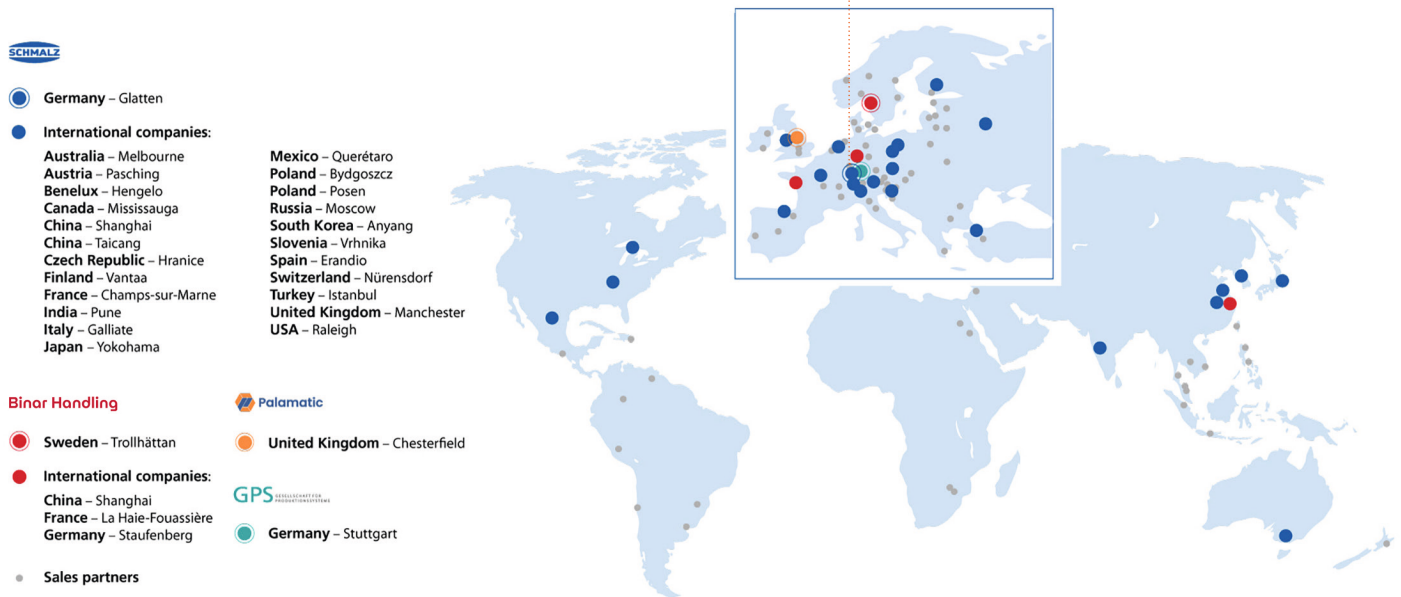 SCHMALZ
Germany – Glatten
International companies:
Australia – Melbourne
Austria – Pasching
Benelux – Hengelo
Canada – Mississauga
China – Shanghai
China – Taicang
Czech Republic – Hranice
Finland – Vantaa
France – Champs-sur-Marne
India – Pune
Italy – Galliate
Japan – Yokohama
Mexico – Querétaro
Poland – Bydgoszcz
Poland – Posen
Russia – Moscow
South Korea – Anyang
Slovenia – Vrhnika
Spain – Erandio
Switzerland – Nürensdorf
Turkey – Istanbul
United Kingdom – Manchester
USA – Raleigh
Binar Handling
Sweden – Trollhättan
International companies:
China – Shanghai
France – La Haie-Fouassière
Germany – Staufenberg
Sales partners
Palamatic
United Kingdom – Chesterfield
GPS GESELLSCHAFT FÜR
PRODUKTIONSSYSTEME
Germany – Stuttgart